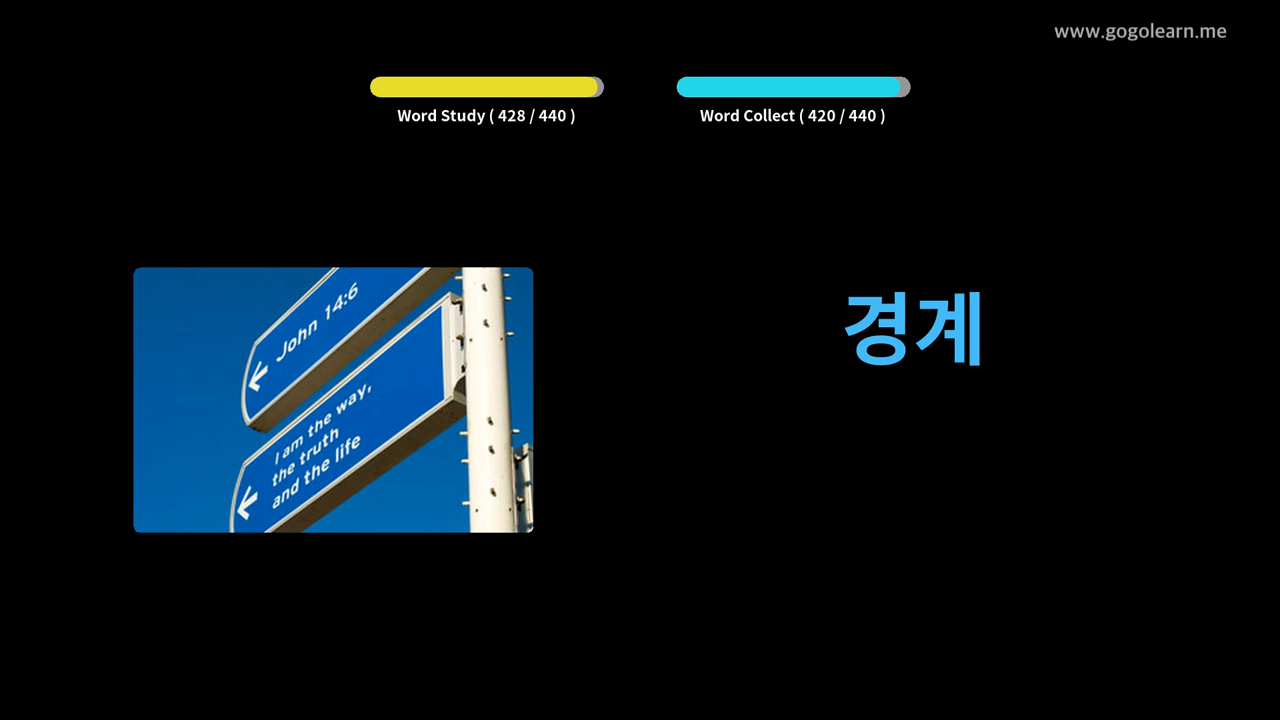 www.gogolearn.me
Word Study ( 428 / 440 )
Word Collect ( 420 / 440 )
John 14:6
I am the way,
the truth
and the life
경계